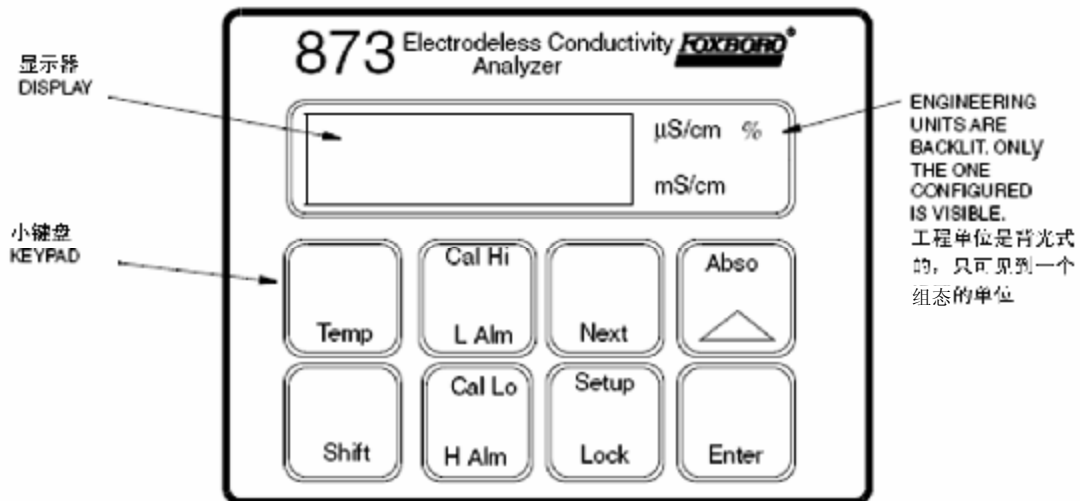 873 Electrodeless Conductivity FOXBORO®
Analyzer
显示器
DISPLAY
µS/cm %
mS/cm
ENGINEERING
UNITS ARE
BACKLIT. ONLY
THE ONE
CONFIGURED
IS VISIBLE.
工程单位是背光式
的，只可见到一个
组态的单位
小键盘
KEYPAD
Cal Hi
Abso
Temp
L Alm
Next
Cal Lo
Setup
Shift
H Alm
Lock
Enter